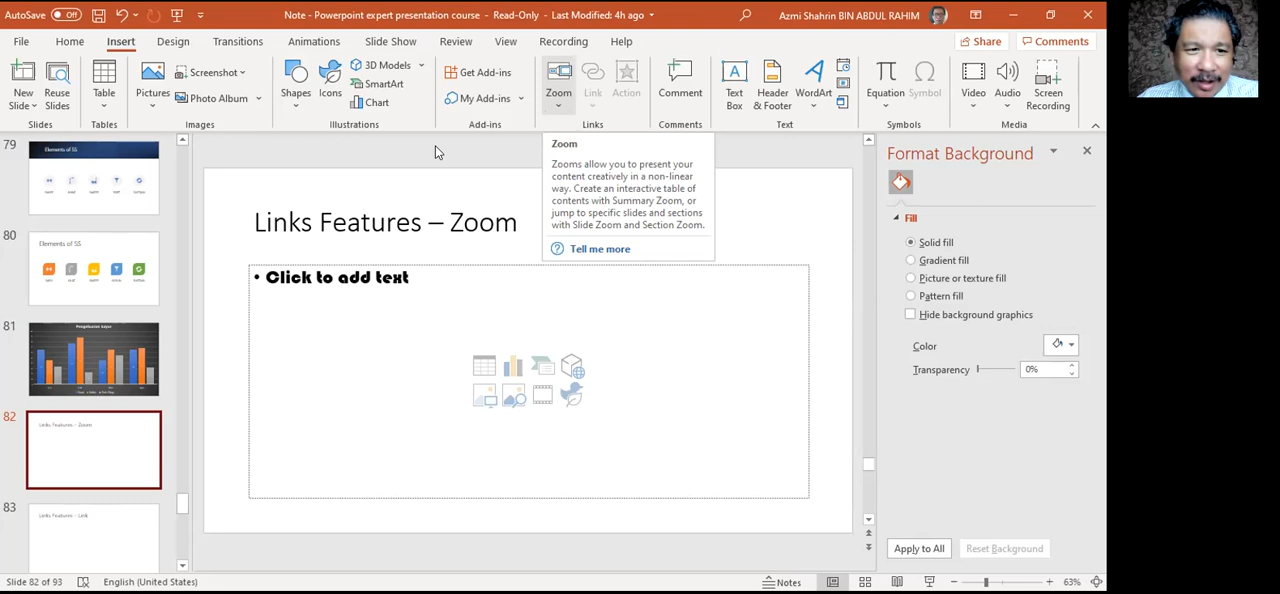 AutoSave Off
Note - Powerpoint expert presentation course - Read-Only - Last Modified: 4h ago
Azmi Shahrin BIN ABDUL RAHIM
File Home Insert Design Transitions Animations Slide Show Review View Recording Help
Share Comments
New Slide
Reuse Slides
Slides
Table
Tables
Pictures
Screenshot
Photo Album
Images
Shapes
Icons
3D Models
SmartArt
Chart
Illustrations
Get Add-ins
My Add-ins
Add-ins
Zoom
Link
Action
Links
Comment
Comments
Text Box
Header & Footer
WordArt
Text
Equation
Symbol
Symbols
Video
Audio
Screen Recording
Media
Zoom
Zooms allow you to present your
content creatively in a non-linear
way. Create an interactive table of
contents with Summary Zoom, or
jump to specific slides and sections
with Slide Zoom and Section Zoom.
Tell me more
79
Elements of 5S
80
Elements of 5S
81
82
Links Features - Zoom
83
Links Features - Link
Links Features – Zoom
• Click to add text
Format Background
Fill
Solid fill
Gradient fill
Picture or texture fill
Pattern fill
Hide background graphics
Color
Transparency 0%
Apply to All
Reset Background
Slide 82 of 93
English (United States)
Notes
63%